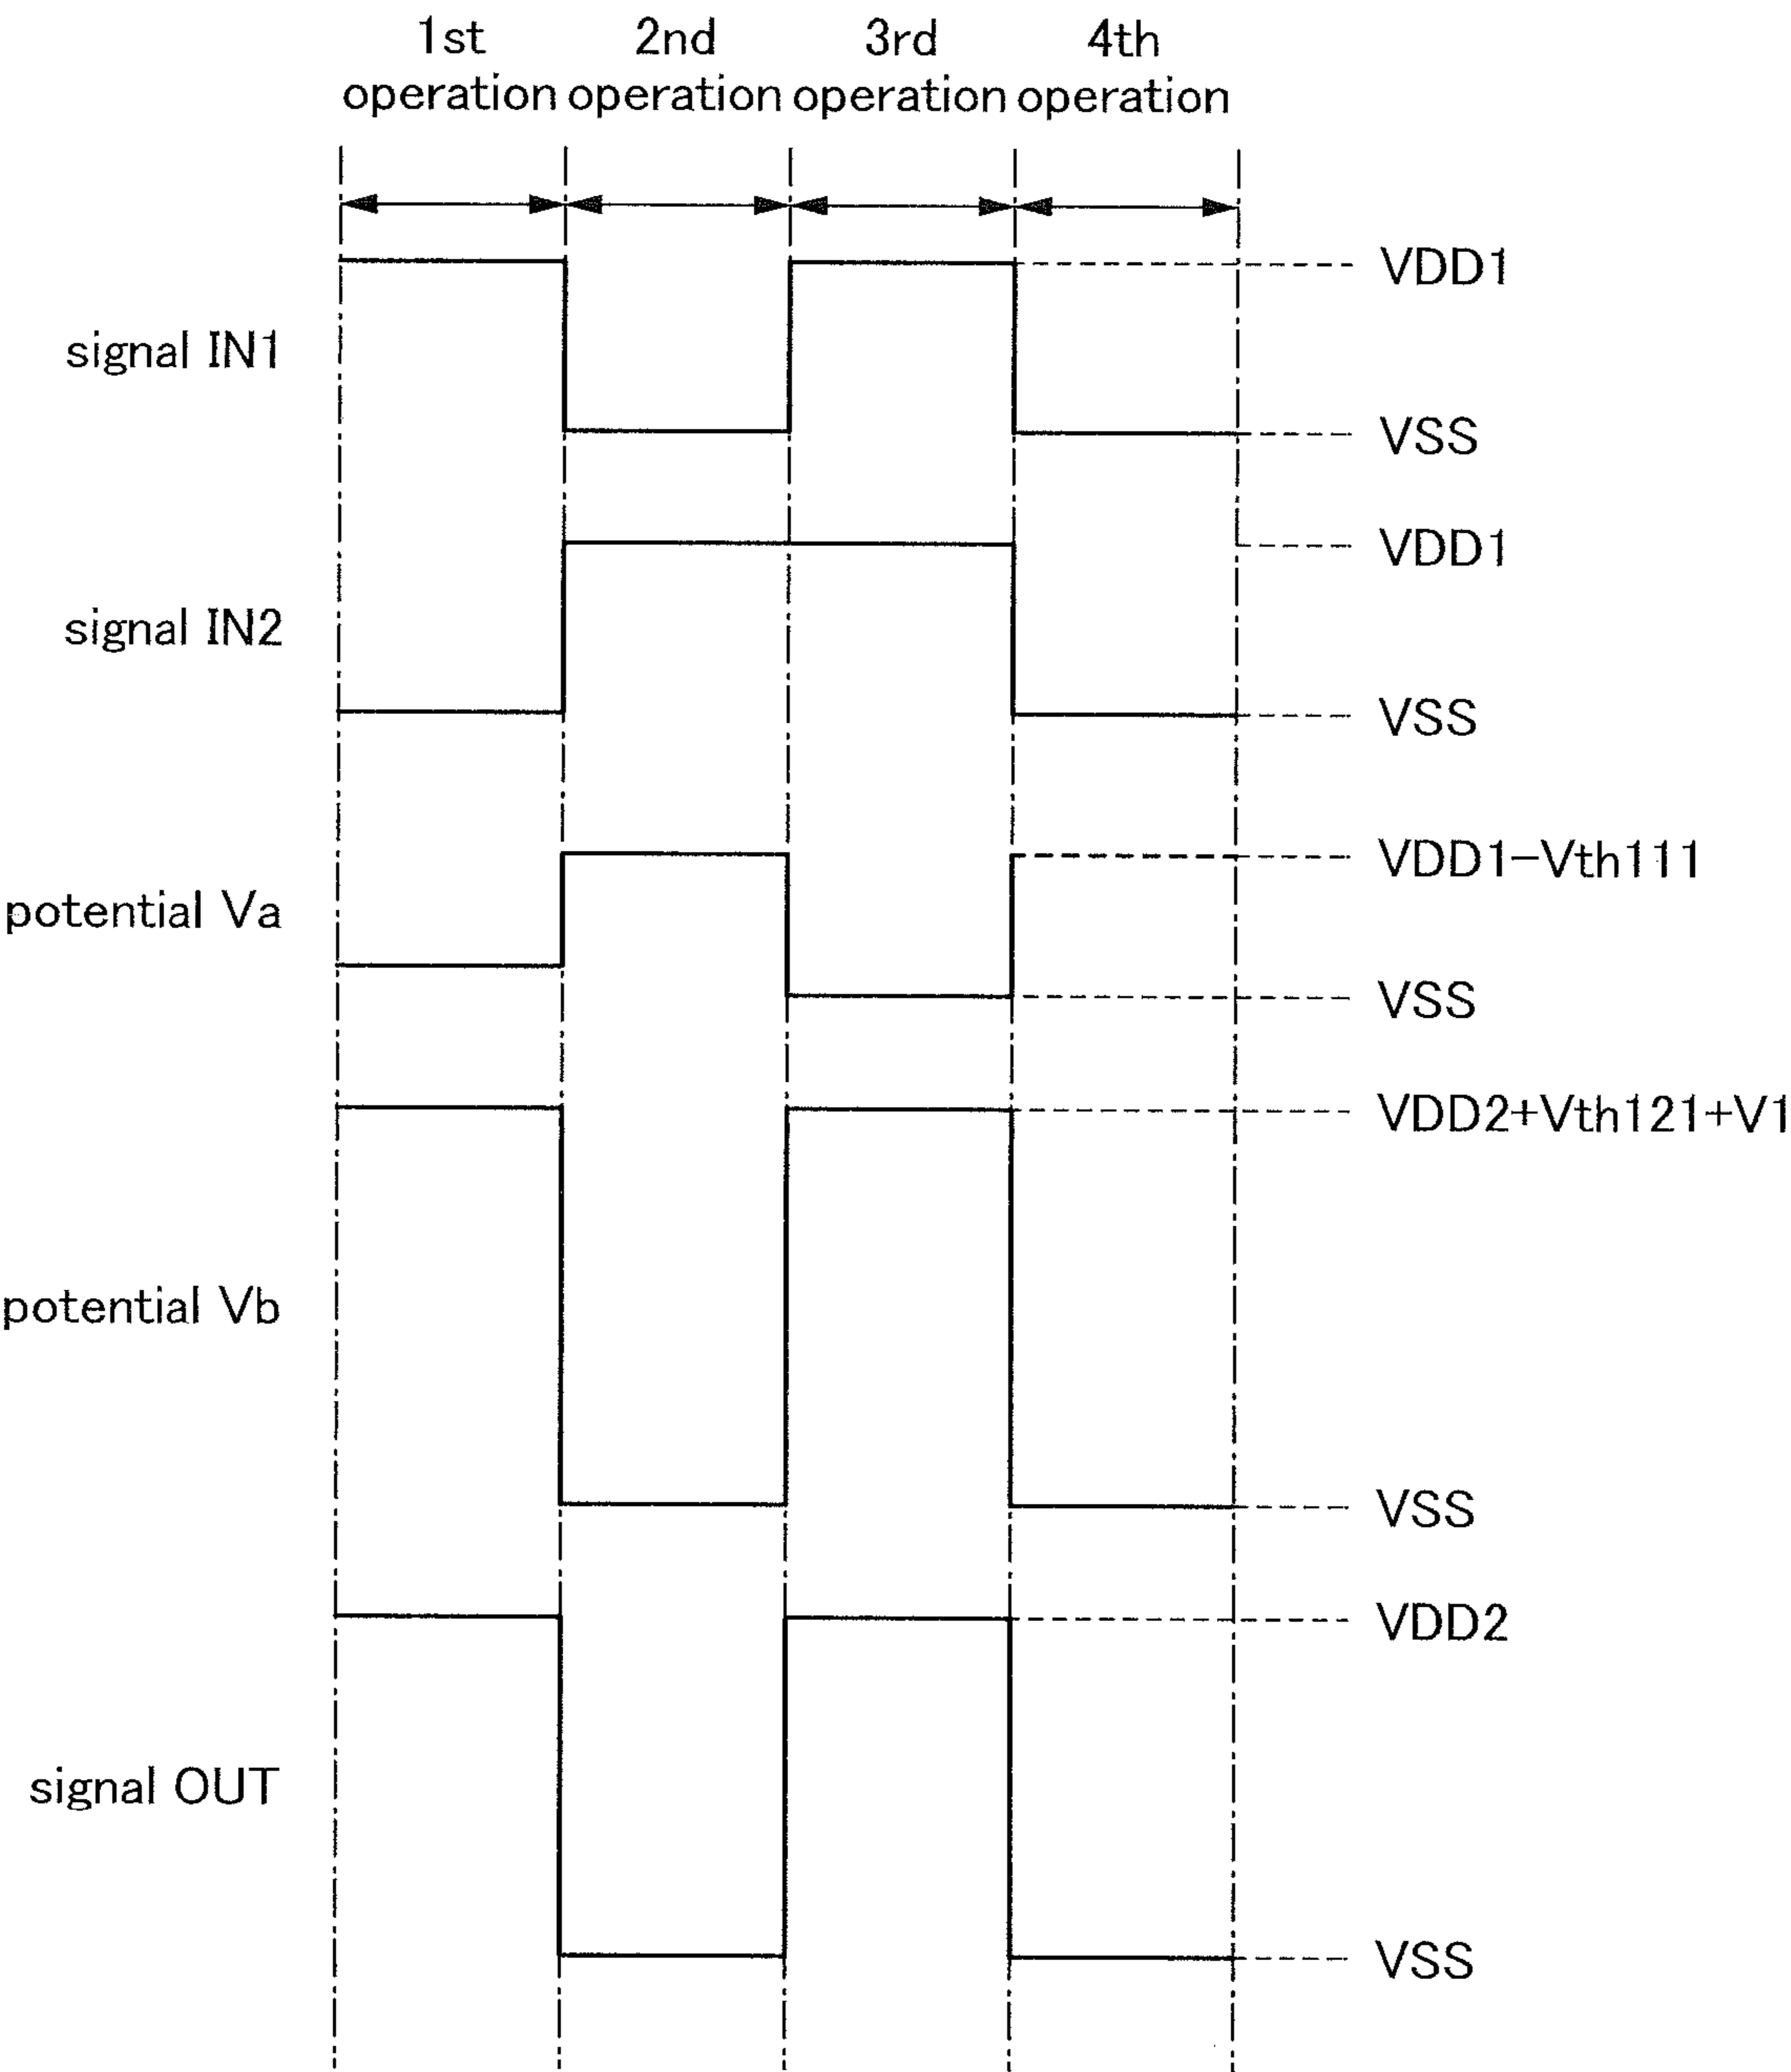 1st 2nd 3rd 4th
operation operation operation operation
VDD1
signal IN1
VSS
VDD1
signal IN2
VSS
VDD1-Vth111
potential Va
VSS
VDD2+Vth121+V1
potential Vb
VSS
VDD2
signal OUT
VSS